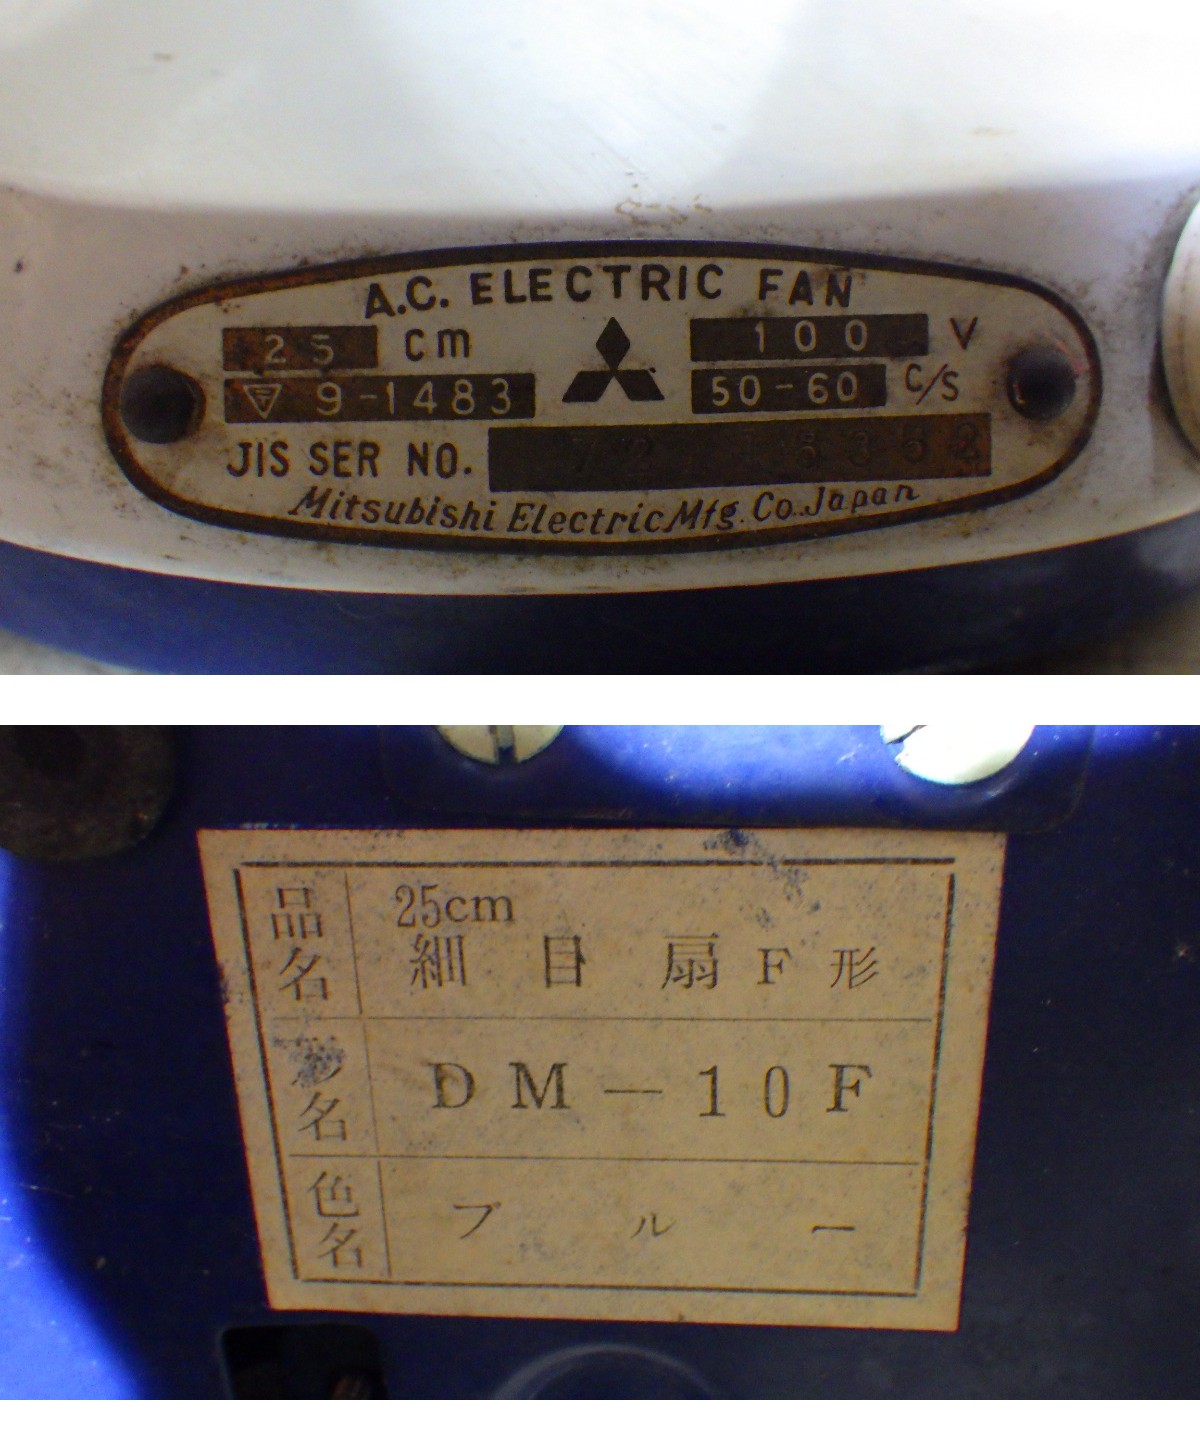 A.C. ELECTRIC FAN
25 cm 100 V
〒 9-1483 50-60 C/S
JIS SER NO.
Mitsubishi Electric Mfg. Co. Japan
品名 25cm
細目扇F形
形名 DM-10F
色名 ブルー